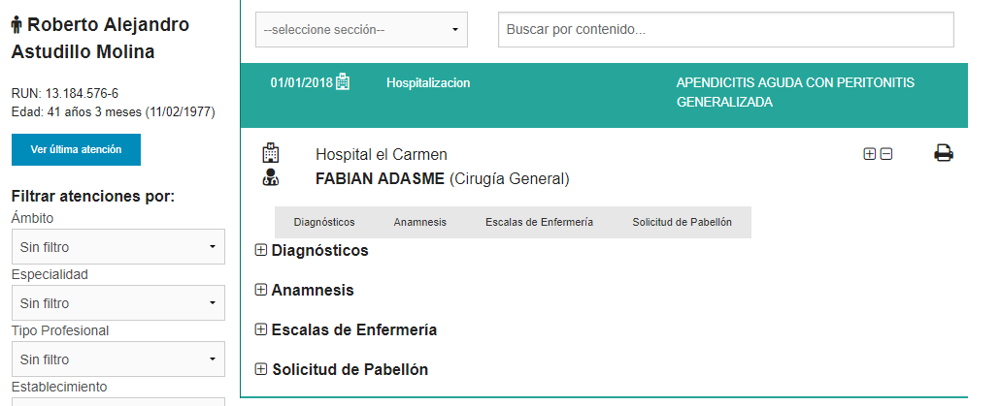 Roberto Alejandro
Astudillo Molina
RUN: 13.184.576-6
Edad: 41 años 3 meses (11/02/1977)
Ver última atención
Filtrar atenciones por:
Ámbito
Sin filtro
Especialidad
Sin filtro
Tipo Profesional
Sin filtro
Establecimiento
--seleccione sección--
Buscar por contenido...
01/01/2018 Hospitalizacion APENDICITIS AGUDA CON PERITONITIS
GENERALIZADA
Hospital el Carmen
FABIAN ADASME (Cirugía General)
Diagnósticos Anamnesis Escalas de Enfermería Solicitud de Pabellón
Diagnósticos
Anamnesis
Escalas de Enfermería
Solicitud de Pabellón